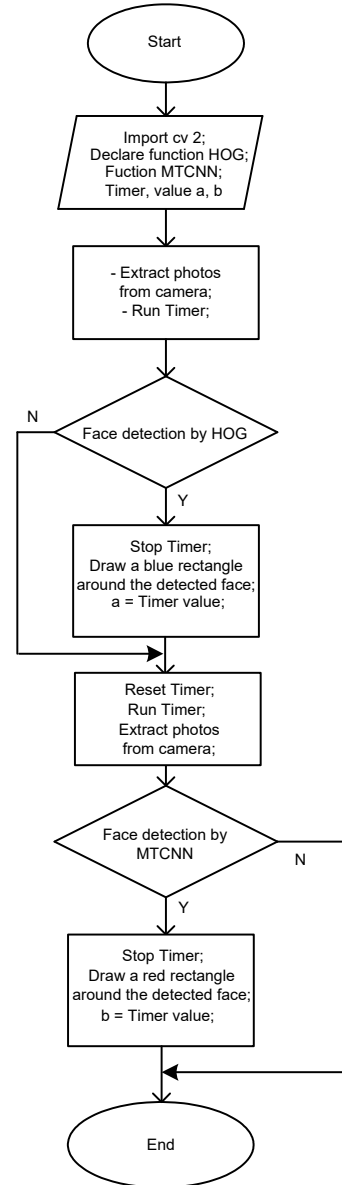 Start
Import cv 2;
Declare function HOG;
Fuction MTCNN;
Timer, value a, b
- Extract photos
from camera;
- Run Timer;
N
Face detection by HOG
Y
Stop Timer;
Draw a blue rectangle
around the detected face;
a = Timer value;
Reset Timer;
Run Timer;
Extract photos
from camera;
Face detection by
MTCNN
N
Y
Stop Timer;
Draw a red rectangle
around the detected face;
b = Timer value;
End